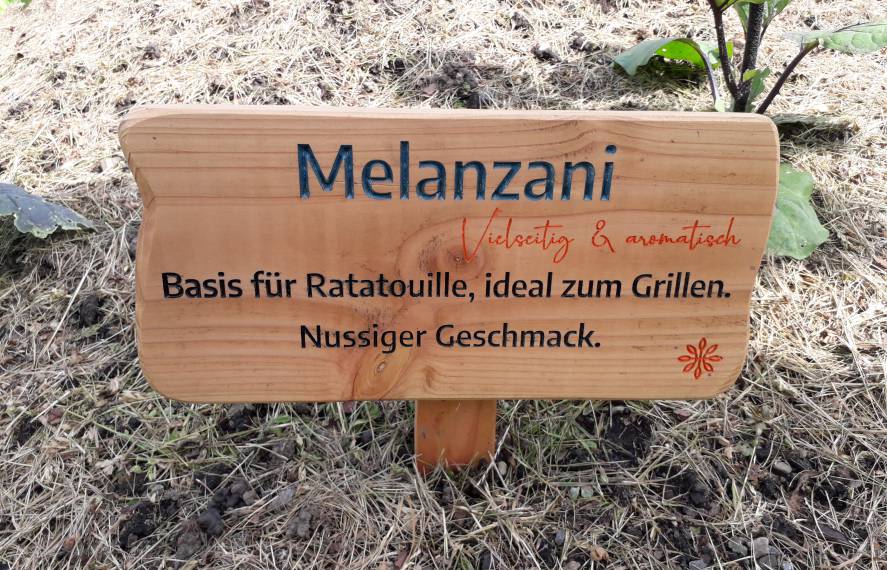 Melanzani
Vielseitig & aromatisch
Basis für Ratatouille, ideal zum Grillen.
Nussiger Geschmack.